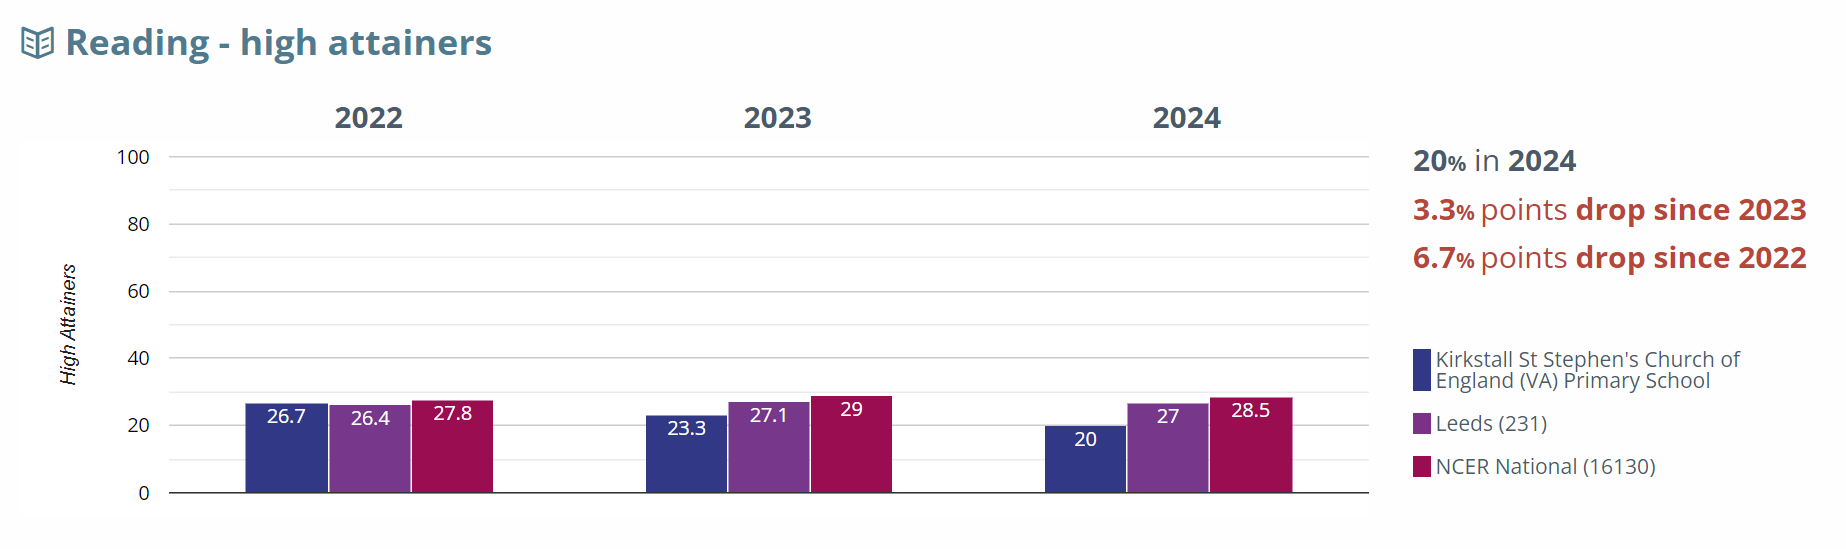 Reading - high attainers
2022
2023
2024
100
80
60
40
20
0
High Attainers
26.7
26.4
27.8
23.3
27.1
29
20
27
28.5
20% in 2024
3.3% points drop since 2023
6.7% points drop since 2022
Kirkstall St Stephen's Church of
England (VA) Primary School
Leeds (231)
NCER National (16130)